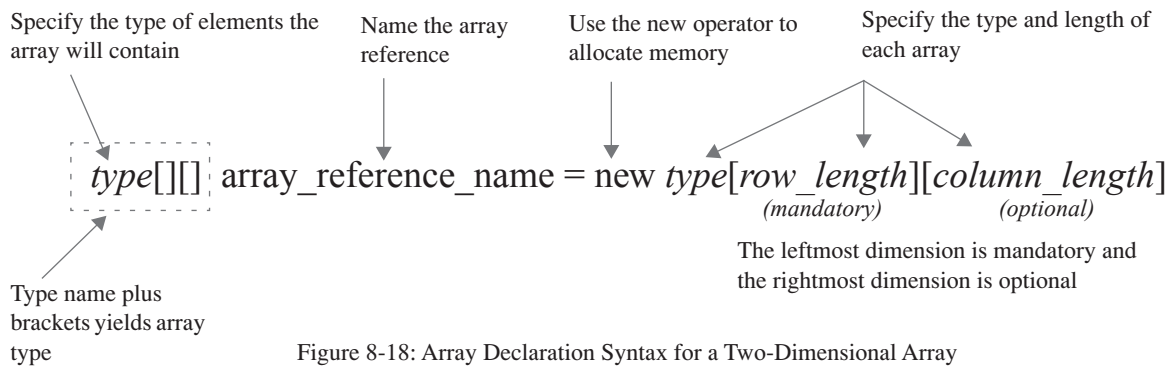 Specify the type of elements the
array will contain
Name the array
reference
Use the new operator to
allocate memory
Specify the type and length of
each array
type[][] array_reference_name = new type[row_length][column_length]
(mandatory) (optional)
The leftmost dimension is mandatory and
the rightmost dimension is optional
Type name plus
brackets yields array
type
Figure 8-18: Array Declaration Syntax for a Two-Dimensional Array